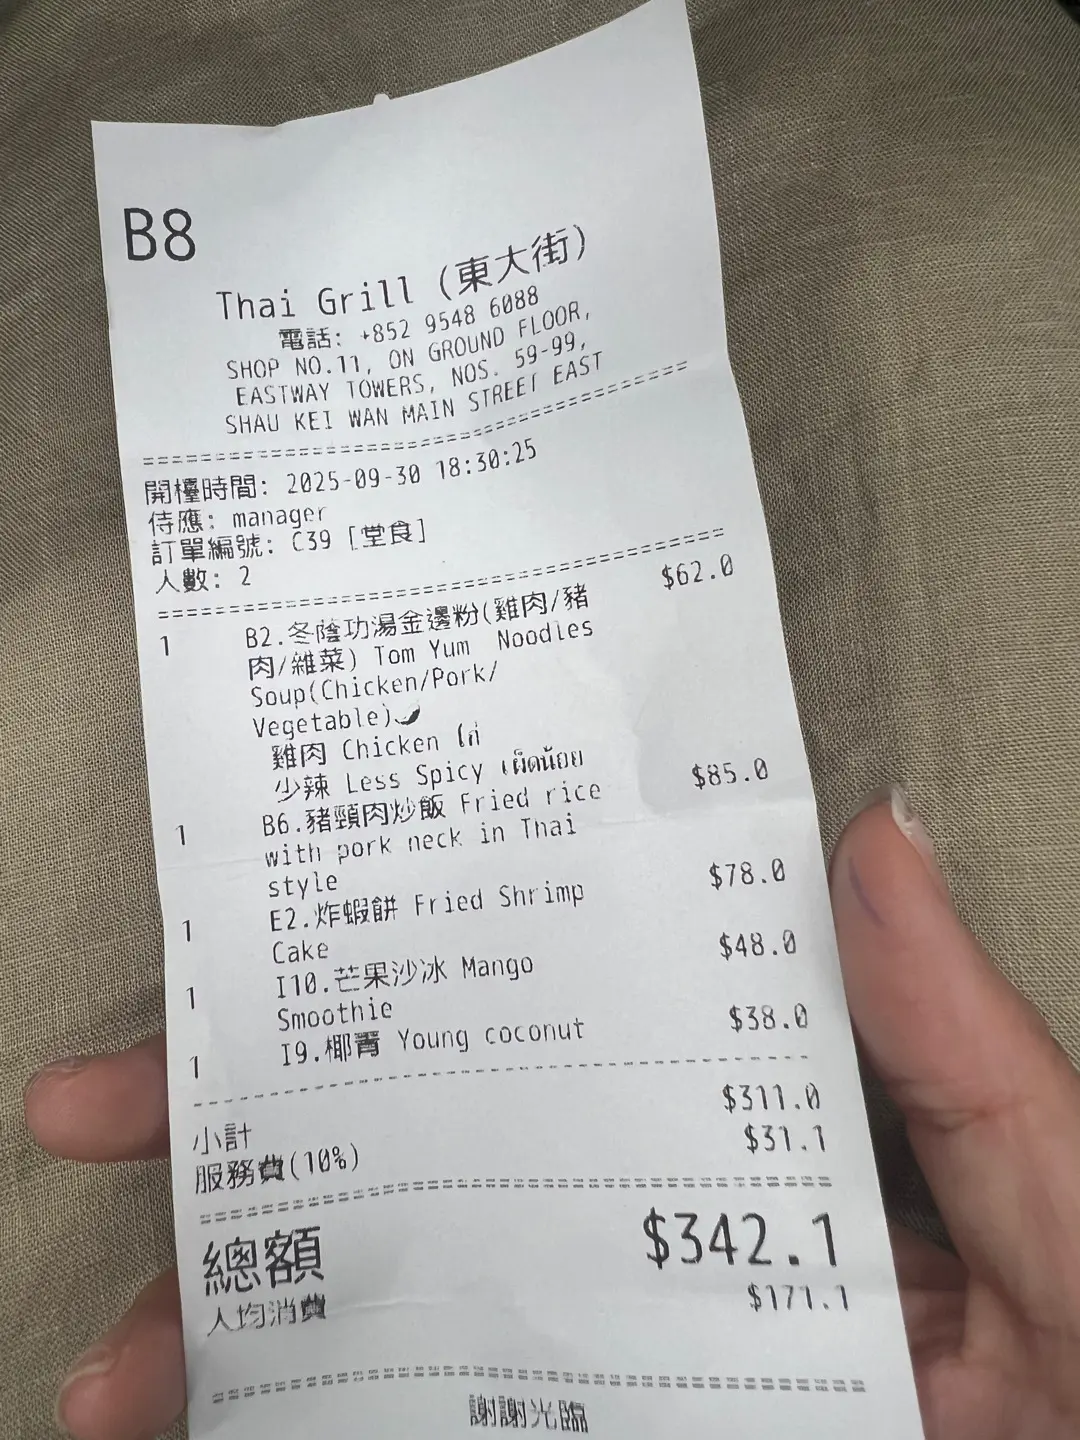 B8
Thai Grill (東大街)
電話: +852 9548 6088
SHOP NO.11, ON GROUND FLOOR,
EASTWAY TOWERS, NOS. 59-99,
SHAU KEI WAN MAIN STREET EAST
開檯時間: 2025-09-30 18:30:25
侍應: manager
訂單編號: C39 [堂食]
人數: 2
1 B2.冬陰功湯金邊粉(雞肉/豬 $62.0
肉/雜菜) Tom Yum Noodles
Soup(Chicken/Pork/
Vegetable)🌶
雞肉 Chicken ไก่
少辣 Less Spicy เผ็ดน้อย
1 B6.豬頸肉炒飯 Fried rice $85.0
with pork neck in Thai
style
1 E2.炸蝦餅 Fried Shrimp $78.0
Cake
1 I10.芒果沙冰 Mango $48.0
Smoothie
1 I9.椰青 Young coconut $38.0
小計 $311.0
服務費(10%) $31.1
總額 $342.1
人均消費 $171.1
謝謝光臨